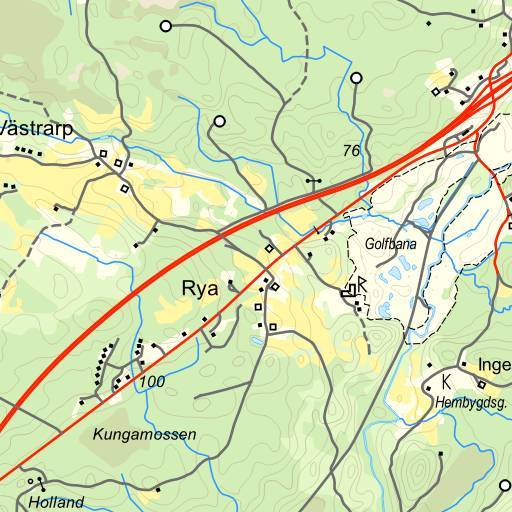 Västrarp
76
Golfbana
Rya
R
100
Inge
K
Hembygdsg.
Kungamossen
Holland